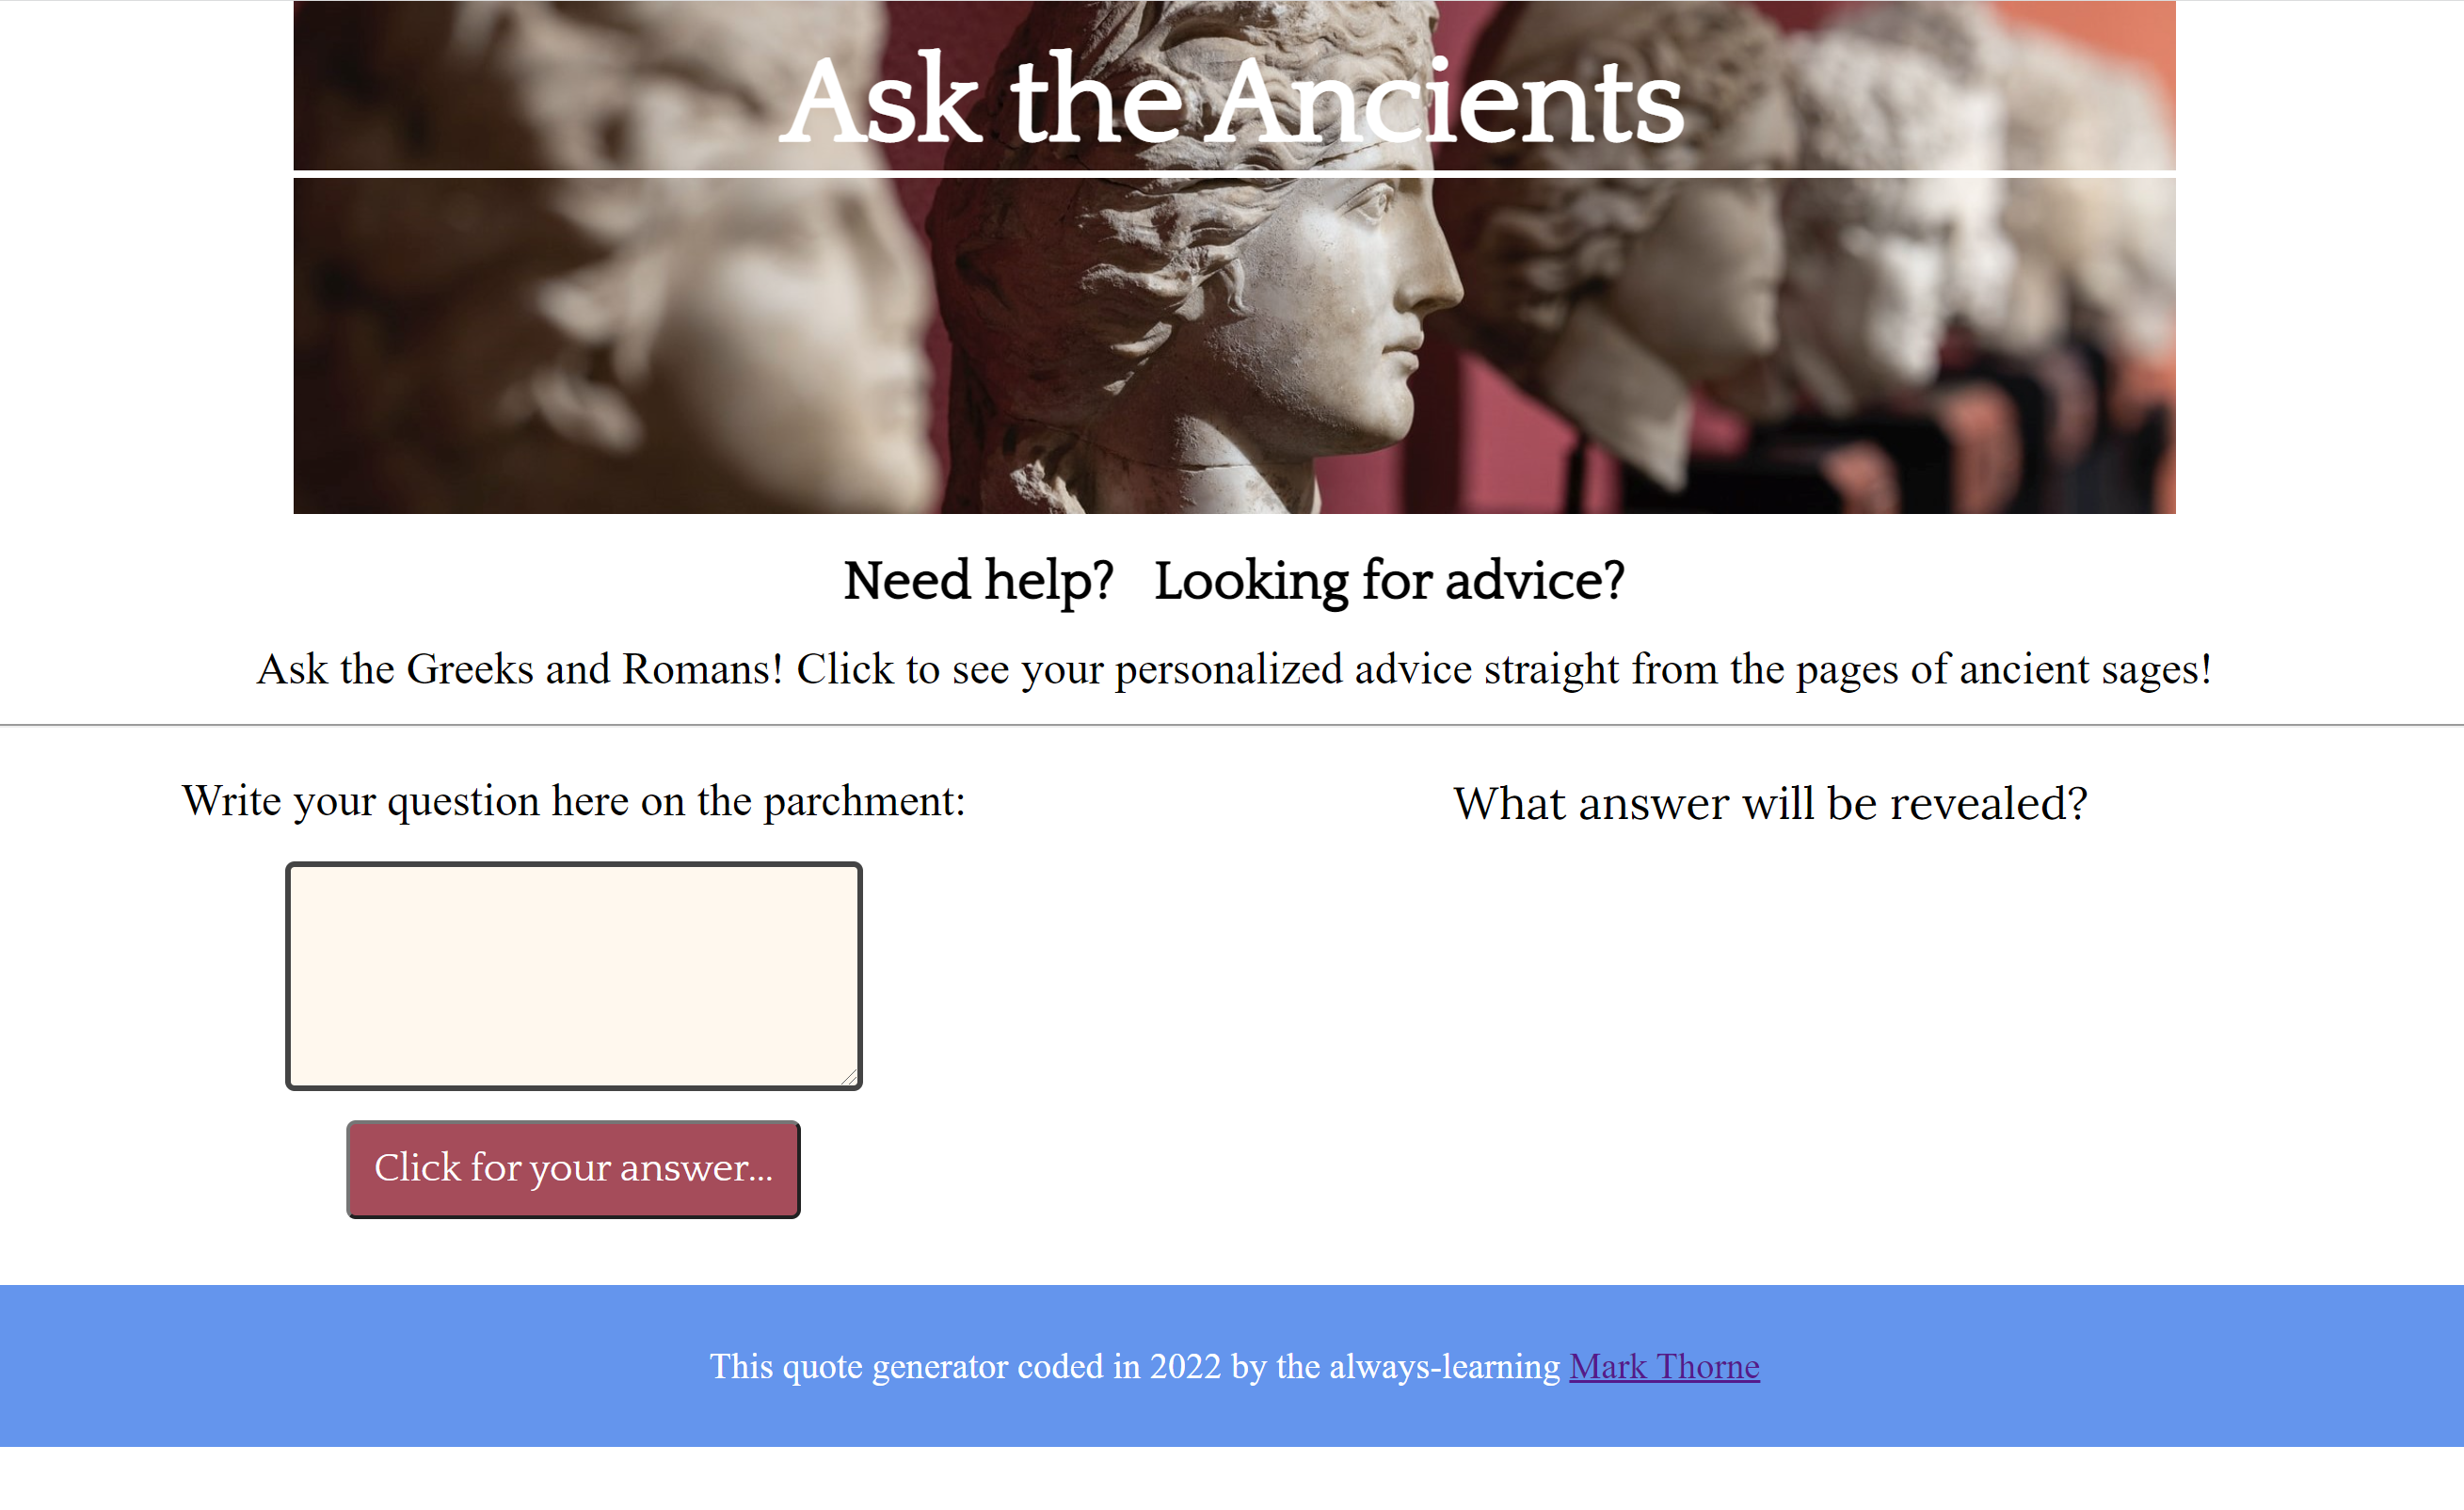 Ask the Ancients
Need help? Looking for advice?
Ask the Greeks and Romans! Click to see your personalized advice straight from the pages of ancient sages!
Write your question here on the parchment:
What answer will be revealed?
Click for your answer...
This quote generator coded in 2022 by the always-learning Mark Thorne